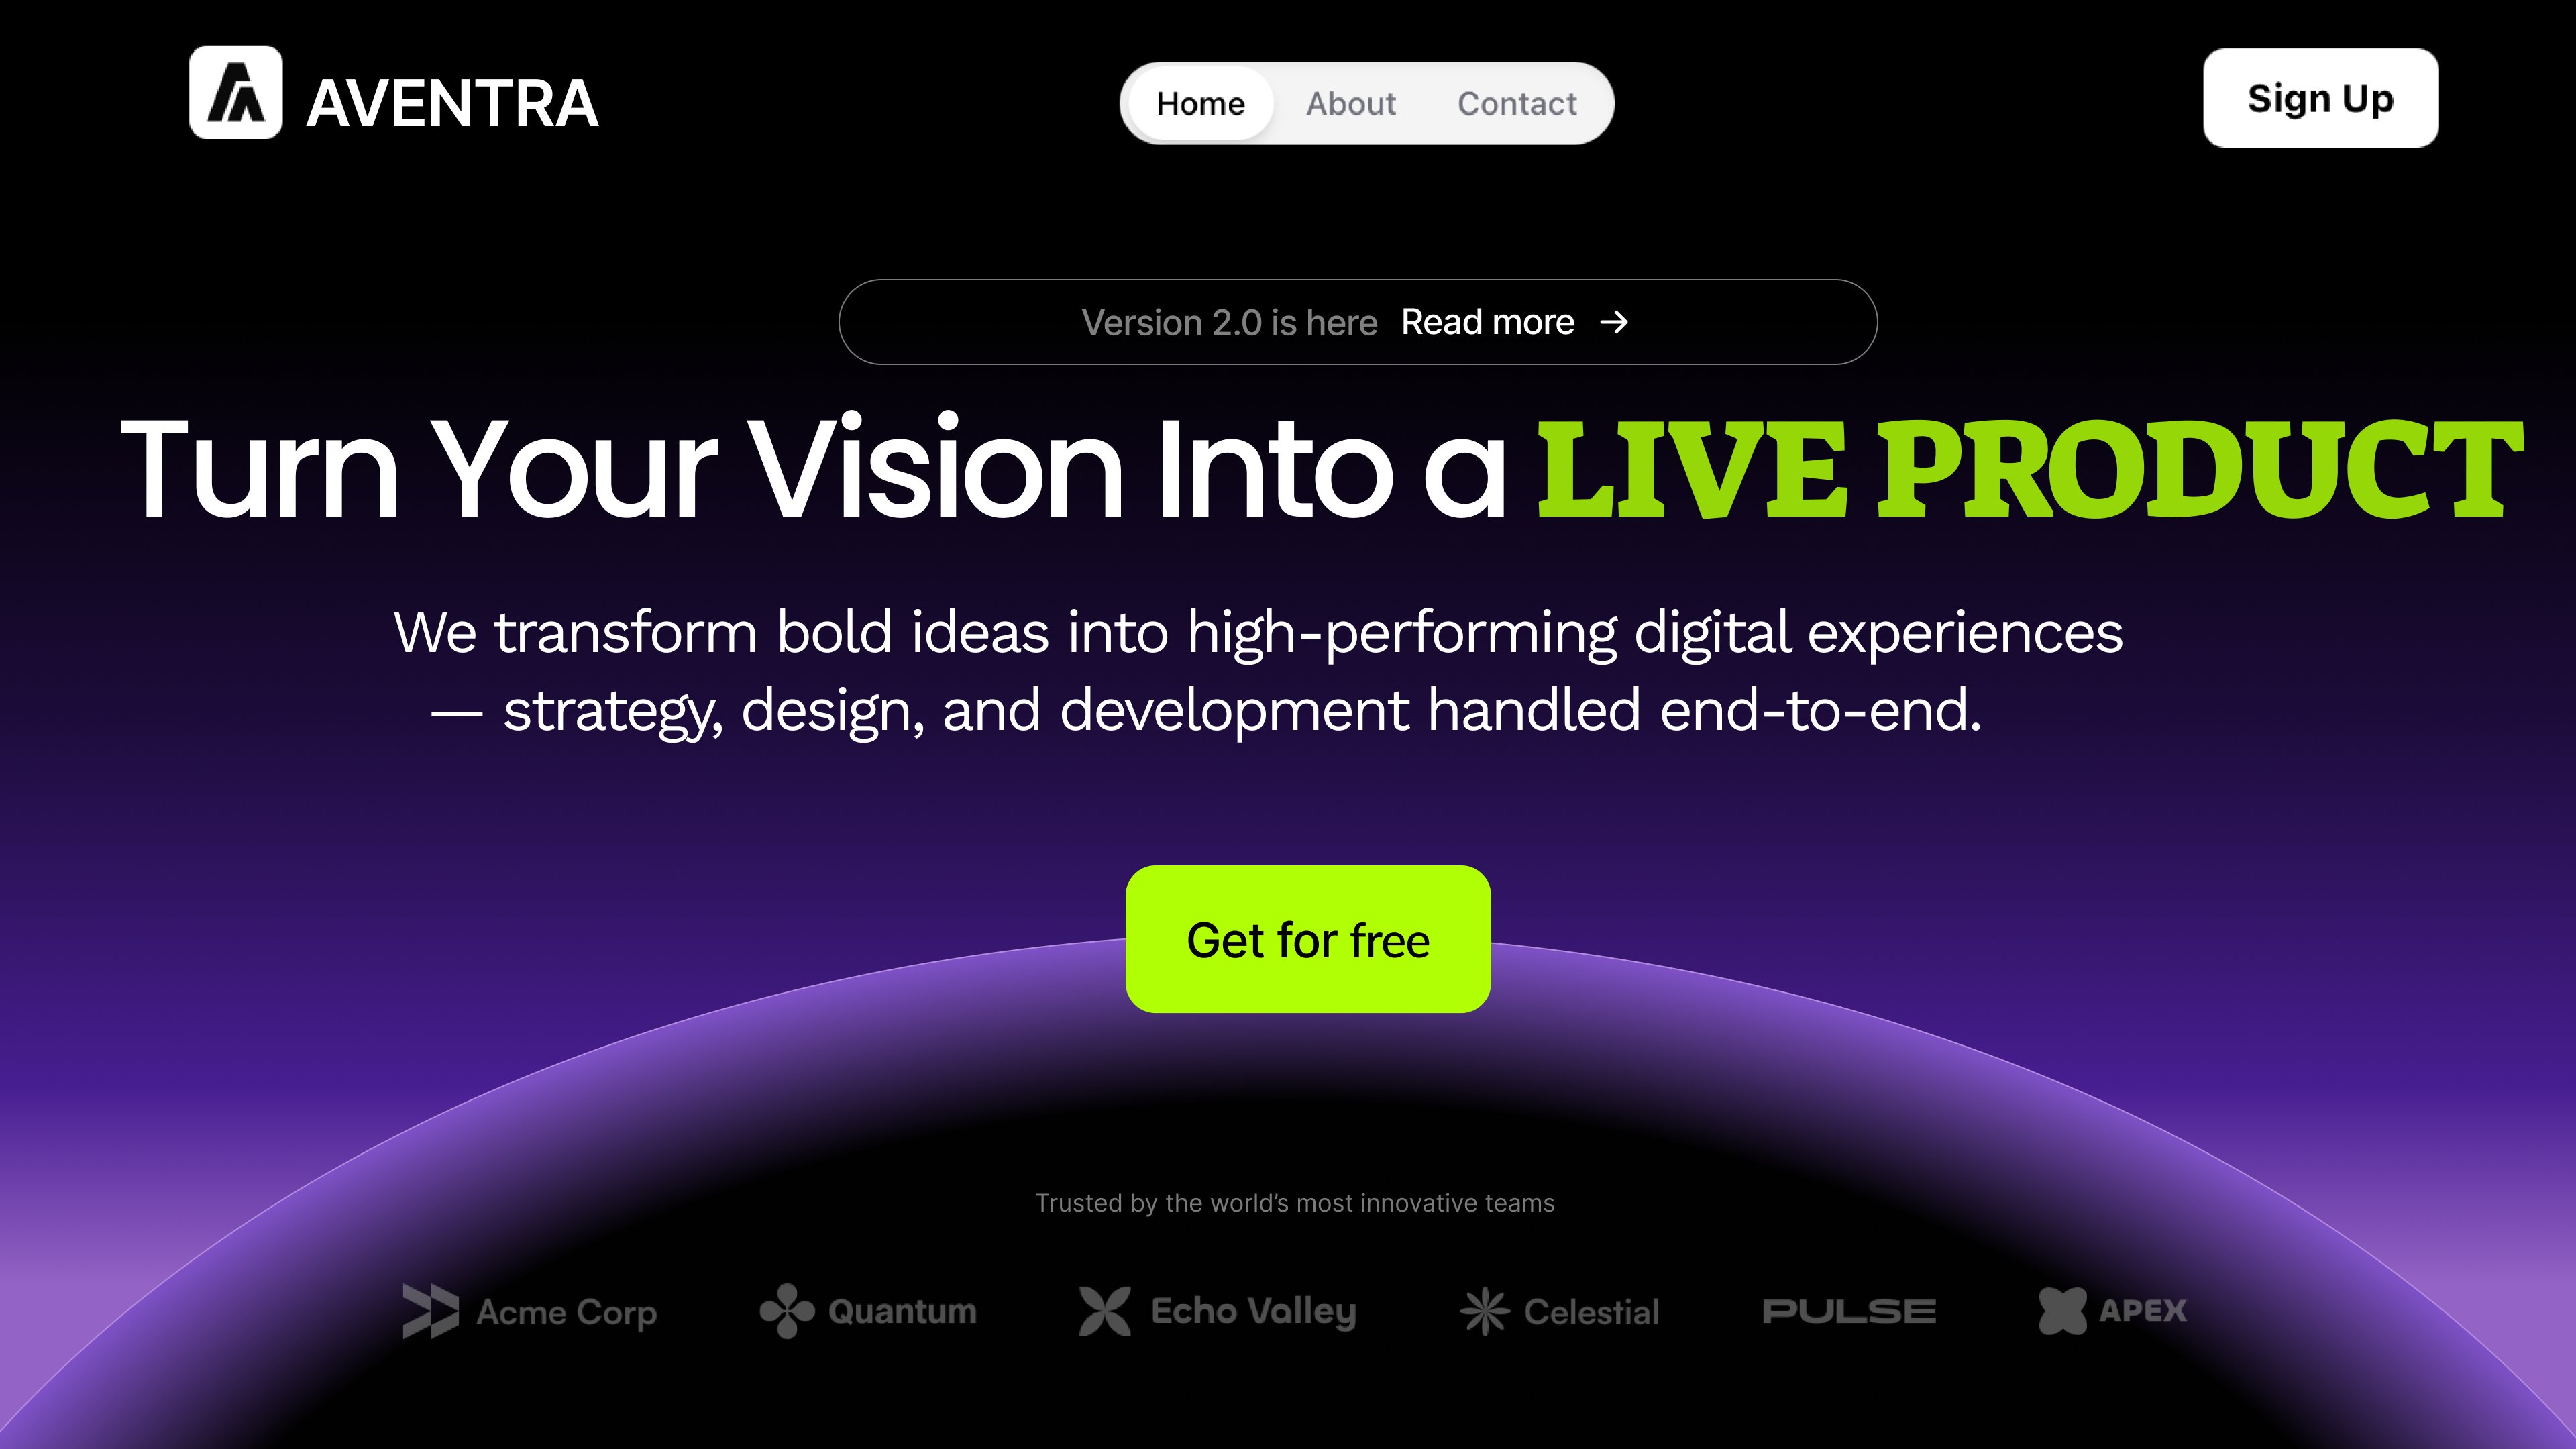 AVENTRA
Home About Contact
Sign Up
Version 2.0 is here Read more →
Turn Your Vision Into a LIVE PRODUCT
We transform bold ideas into high-performing digital experiences
— strategy, design, and development handled end-to-end.
Get for free
Trusted by the world’s most innovative teams
Acme Corp Quantum Echo Valley Celestial PULSE APEX